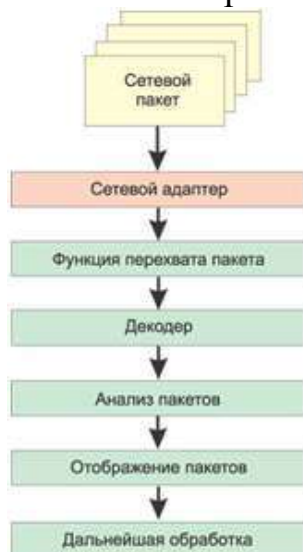 Сетевой
пакет
Сетевой адаптер
Функция перехвата пакета
Декодер
Анализ пакетов
Отображение пакетов
Дальнейшая обработка